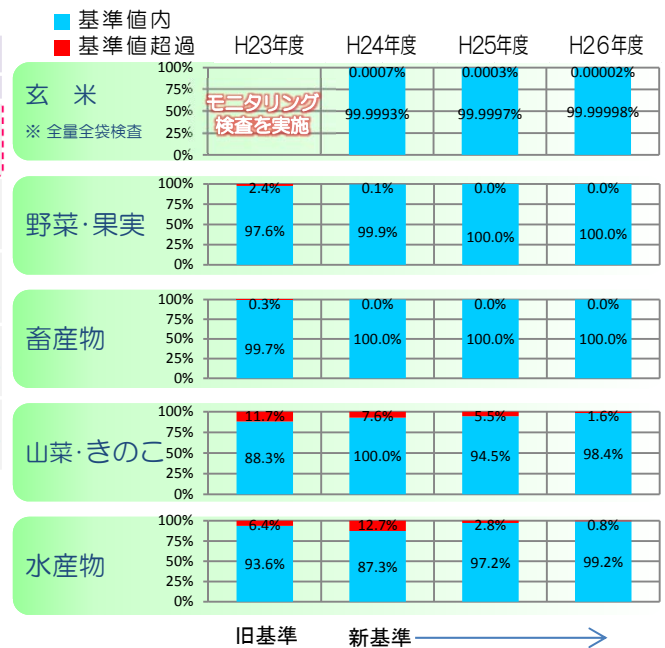 基準値内
基準値超過
H23年度 H24年度 H25年度 H26年度
玄 米
※ 全量全袋検査
100%
75%
50%
25%
0%
モニタリング
検査を実施
0.0007% 0.0003% 0.00002%
99.9993% 99.9997% 99.99998%
野菜・果実
100%
75%
50%
25%
0%
2.4% 0.1% 0.0% 0.0%
97.6% 99.9% 100.0% 100.0%
畜産物
100%
75%
50%
25%
0%
0.3% 0.0% 0.0% 0.0%
99.7% 100.0% 100.0% 100.0%
山菜・きのこ
100%
75%
50%
25%
0%
11.7% 7.6% 5.5% 1.6%
88.3% 100.0% 94.5% 98.4%
水産物
100%
75%
50%
25%
0%
6.4% 12.7% 2.8% 0.8%
93.6% 87.3% 97.2% 99.2%
旧基準 新基準